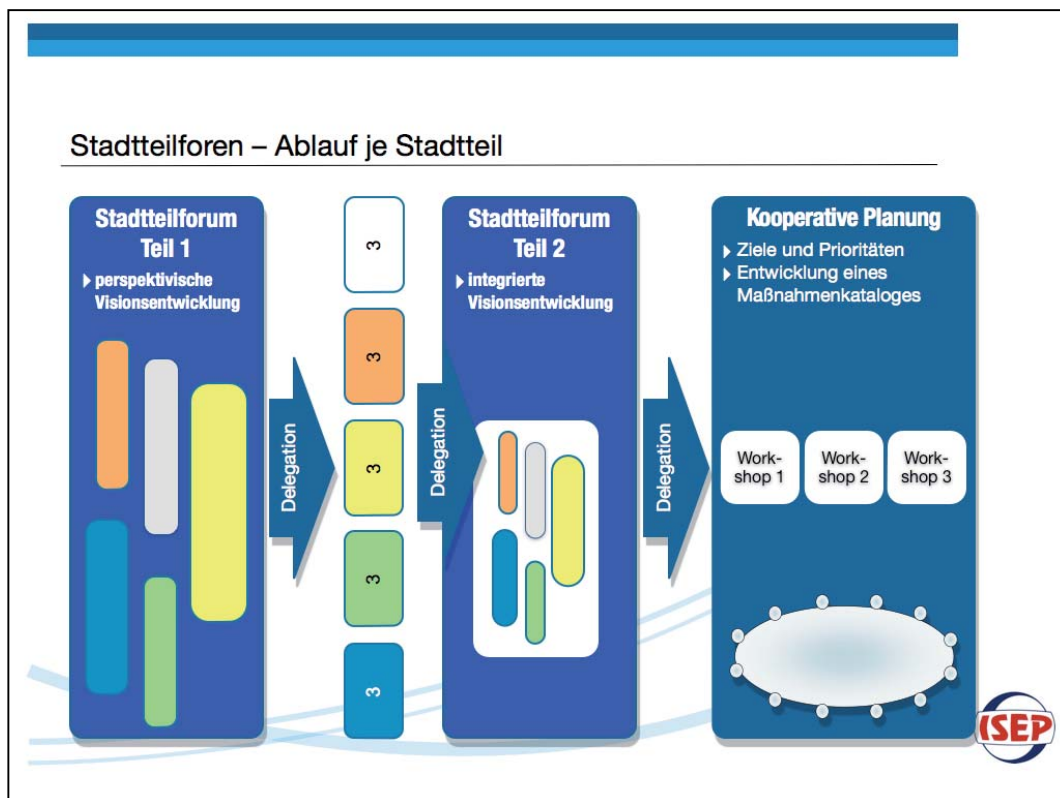 Stadtteilforen – Ablauf je Stadtteil
Stadtteilforum
Teil 1
perspektivische
Visionsentwicklung
Delegation
3
3
3
3
3
Stadtteilforum
Teil 2
integrierte
Visionsentwicklung
Delegation
Delegation
Kooperative Planung
Ziele und Prioritäten
Entwicklung eines
Maßnahmenkataloges
Work-
shop 1
Work-
shop 2
Work-
shop 3
ISEP